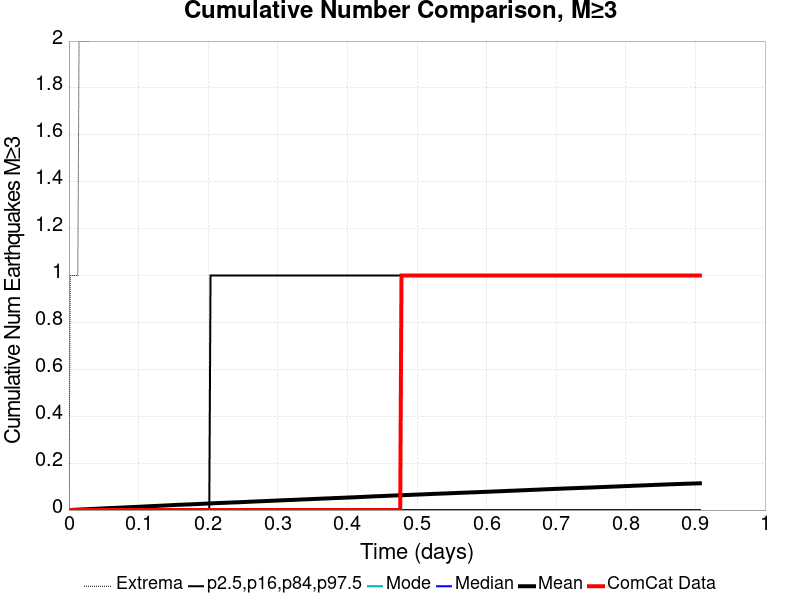 Cumulative Number Comparison, M≥3
Cumulative Num Earthquakes M≥3
2
1.8
1.6
1.4
1.2
1
0.8
0.6
0.4
0.2
0
0 0.1 0.2 0.3 0.4 0.5 0.6 0.7 0.8 0.9 1
Time (days)
Extrema p2.5,p16,p84,p97.5 Mode Median Mean ComCat Data